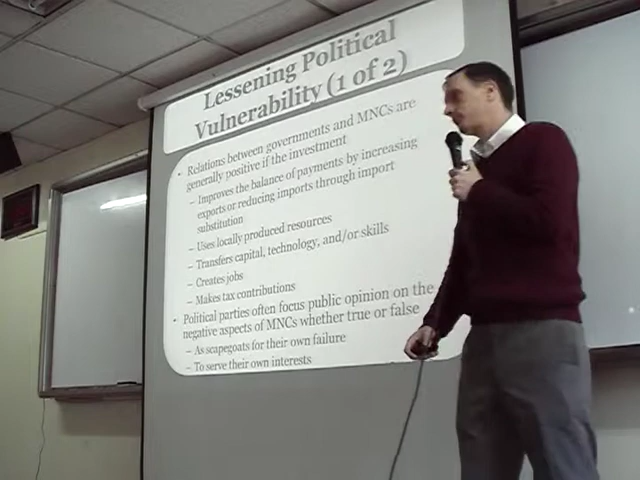 Lessening Political
Vulnerability (1 of 2)
• Relations between governments and MNCs are
generally positive if the investment
– Improves the balance of payments by increasing
exports or reducing imports through import
substitution
– Uses locally produced resources
– Transfers capital, technology, and/or skills
– Creates jobs
– Makes tax contributions
• Political parties often focus public opinion on the
negative aspects of MNCs whether true or false
– As scapegoats for their own failure
– To serve their own interests